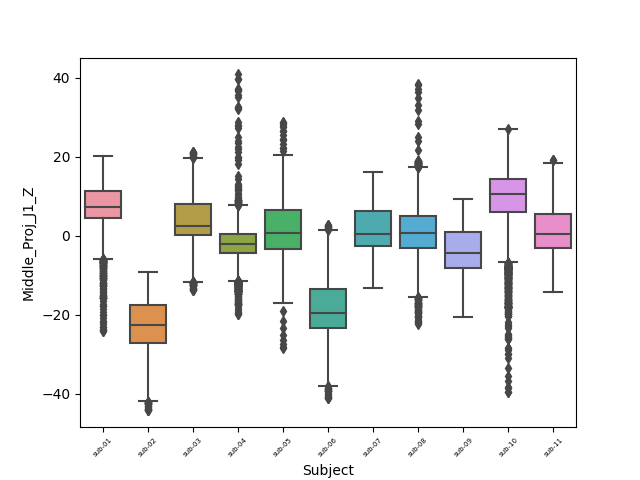 40
20
0
−20
−40
Middle_Proj_J1_Z
sub-01 sub-02 sub-03 sub-04 sub-05 sub-06 sub-07 sub-08 sub-09 sub-10 sub-11
Subject